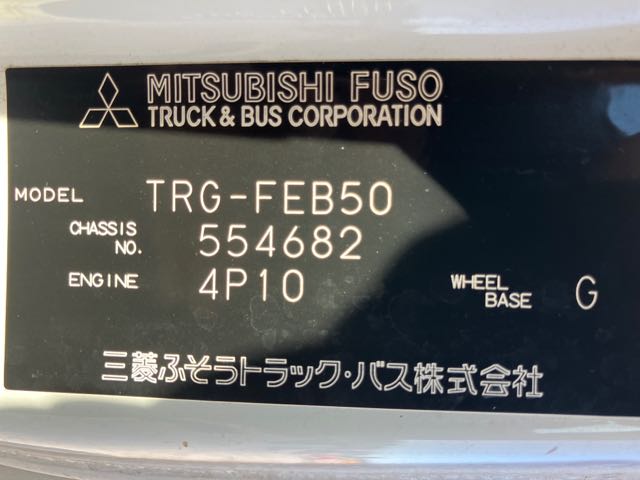 MITSUBISHI FUSO
TRUCK & BUS CORPORATION
MODEL TRG-FEB50
CHASSIS NO. 554682
ENGINE 4P10 WHEEL BASE G
三菱ふそうトラック・バス株式会社